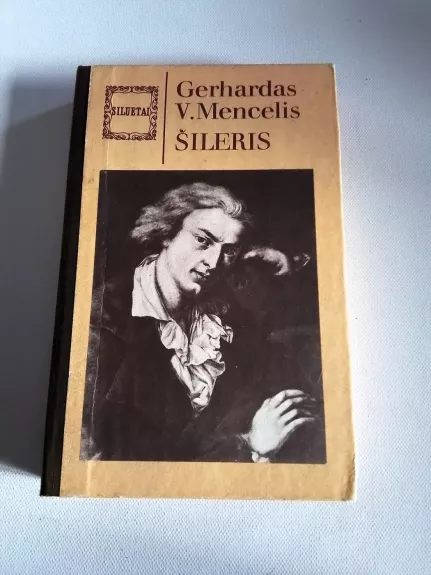 SILUETAI
Gerhardas
V.Mencelis
ŠILERIS